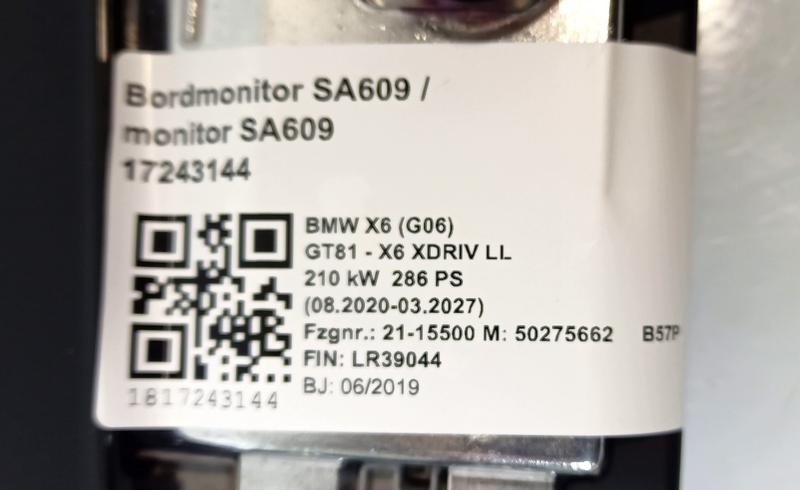 Bordmonitor SA609 /
monitor SA609
17243144
BMW X6 (G06)
GT81 - X6 XDRIV LL
210 kW 286 PS
(08.2020-03.2027)
Fzgnr.: 21-15500 M: 50275662 B57P
FIN: LR39044
BJ: 06/2019
1817243144